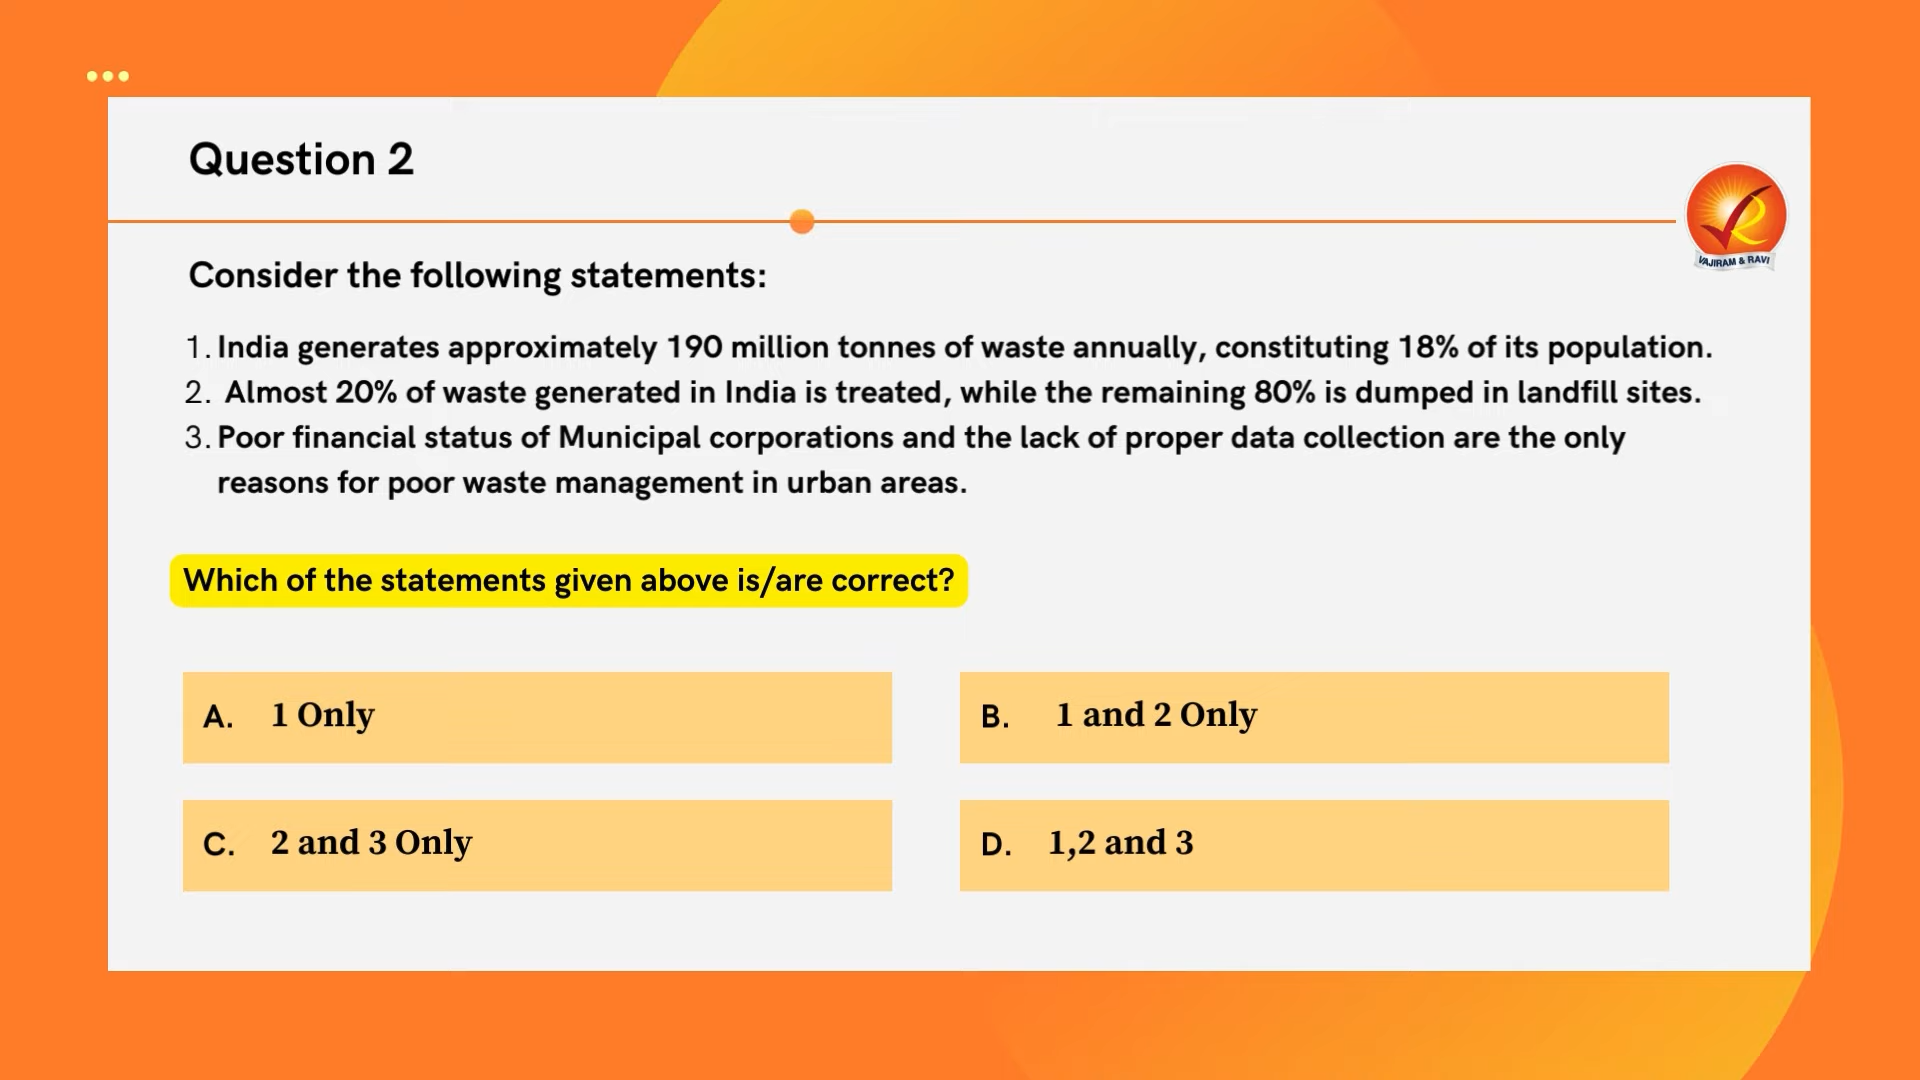 Question 2
VAJIRAM & RAVI
Consider the following statements:
1. India generates approximately 190 million tonnes of waste annually, constituting 18% of its population.
2. Almost 20% of waste generated in India is treated, while the remaining 80% is dumped in landfill sites.
3. Poor financial status of Municipal corporations and the lack of proper data collection are the only
reasons for poor waste management in urban areas.
Which of the statements given above is/are correct?
A. 1 Only
B. 1 and 2 Only
C. 2 and 3 Only
D. 1,2 and 3